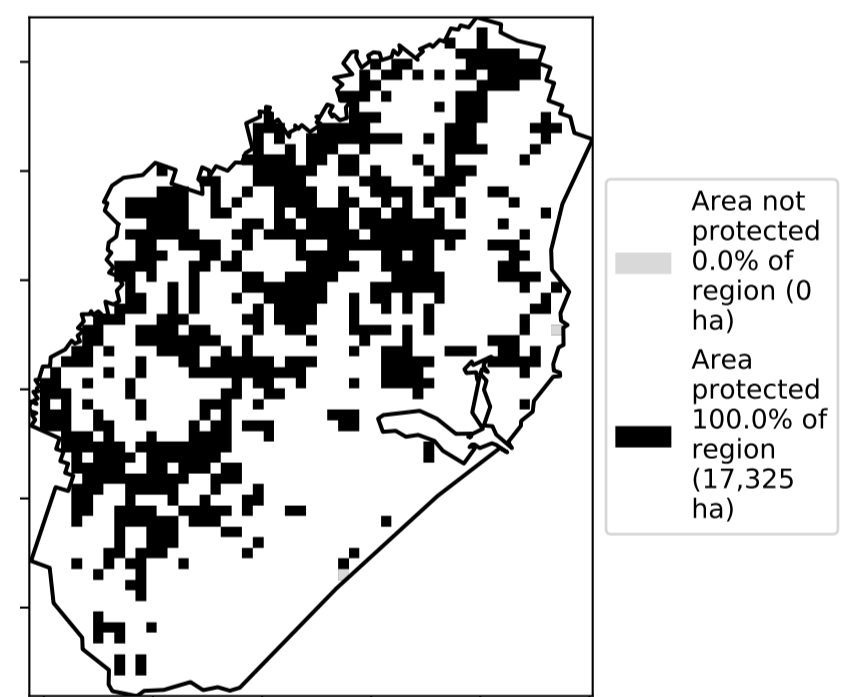 Area not
protected
0.0% of
region (0
ha)
Area
protected
100.0% of
region
(17,325
ha)